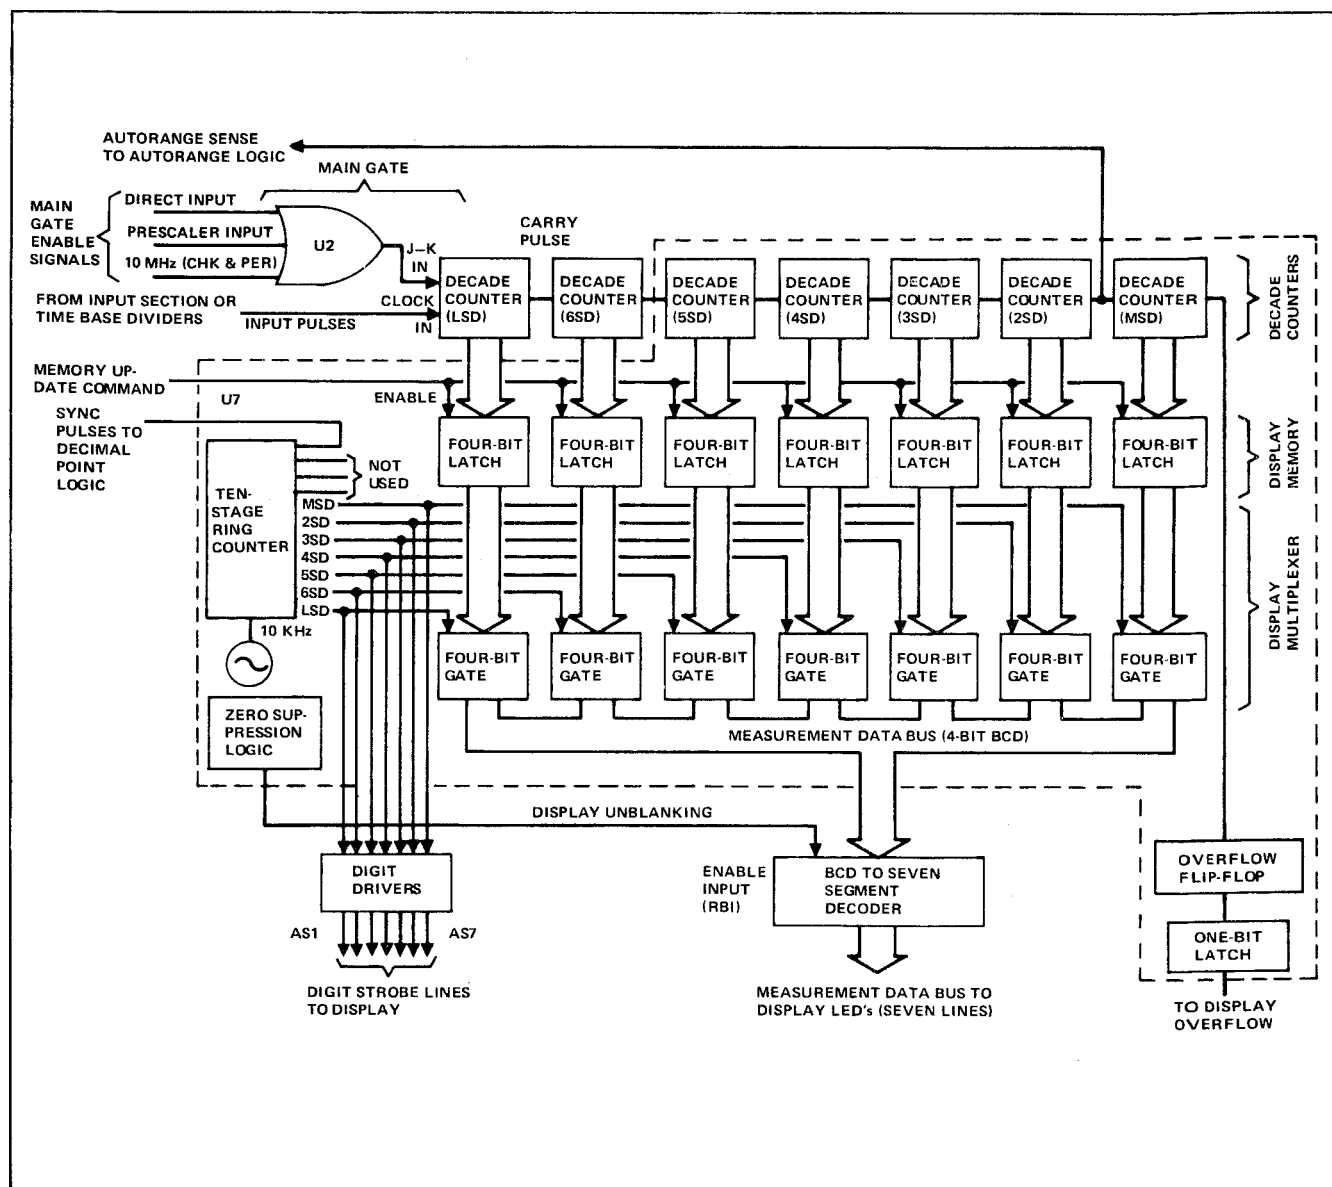 AUTORANGE SENSE
TO AUTORANGE LOGIC
MAIN GATE
MAIN
GATE
ENABLE
SIGNALS
DIRECT INPUT
PRESCALER INPUT
10 MHz (CHK & PER)
U2
J–K
IN
CARRY
PULSE
FROM INPUT SECTION OR
TIME BASE DIVIDERS
INPUT PULSES
CLOCK
IN
DECADE
COUNTER
(LSD)
DECADE
COUNTER
(6SD)
DECADE
COUNTER
(5SD)
DECADE
COUNTER
(4SD)
DECADE
COUNTER
(3SD)
DECADE
COUNTER
(2SD)
DECADE
COUNTER
(MSD)
DECADE
COUNTERS
MEMORY UP-
DATE COMMAND
U7
ENABLE
SYNC
PULSES TO
DECIMAL
POINT
LOGIC
FOUR-BIT
LATCH
FOUR-BIT
LATCH
FOUR-BIT
LATCH
FOUR-BIT
LATCH
FOUR-BIT
LATCH
FOUR-BIT
LATCH
FOUR-BIT
LATCH
DISPLAY
MEMORY
TEN-
STAGE
RING
COUNTER
NOT
USED
MSD
2SD
3SD
4SD
5SD
6SD
LSD
10 KHz
DISPLAY
MULTIPLEXER
FOUR-BIT
GATE
FOUR-BIT
GATE
FOUR-BIT
GATE
FOUR-BIT
GATE
FOUR-BIT
GATE
FOUR-BIT
GATE
FOUR-BIT
GATE
ZERO SUP-
PRESSION
LOGIC
MEASUREMENT DATA BUS (4-BIT BCD)
DISPLAY UNBLANKING
DIGIT
DRIVERS
ENABLE
INPUT
(RBI)
BCD TO SEVEN
SEGMENT
DECODER
OVERFLOW
FLIP-FLOP
ONE-BIT
LATCH
AS1
AS7
DIGIT STROBE LINES
TO DISPLAY
MEASUREMENT DATA BUS TO
DISPLAY LED's (SEVEN LINES)
TO DISPLAY
OVERFLOW